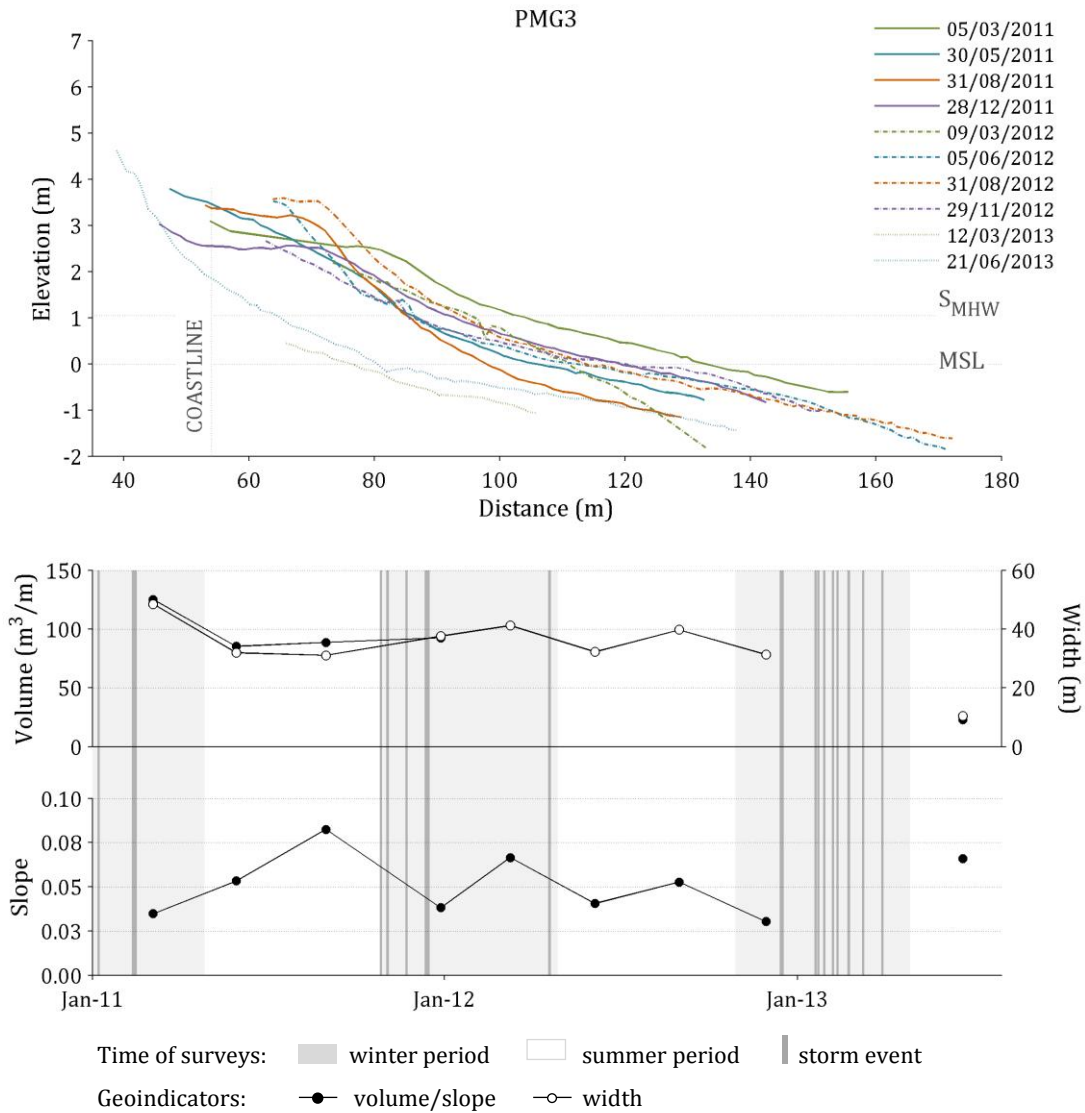 PMG3
7
6
5
4
3
2
1
0
-1
-2
Elevation (m)
40 60 80 100 120 140 160 180
Distance (m)
COASTLINE
S_MHW
MSL
05/03/2011
30/05/2011
31/08/2011
28/12/2011
09/03/2012
05/06/2012
31/08/2012
29/11/2012
12/03/2013
21/06/2013
150
100
50
0
Volume (m³/m)
60
40
20
0
Width (m)
0.10
0.08
0.05
0.03
0.00
Slope
Jan-11 Jan-12 Jan-13
Time of surveys: winter period summer period storm event
Geoindicators: volume/slope width